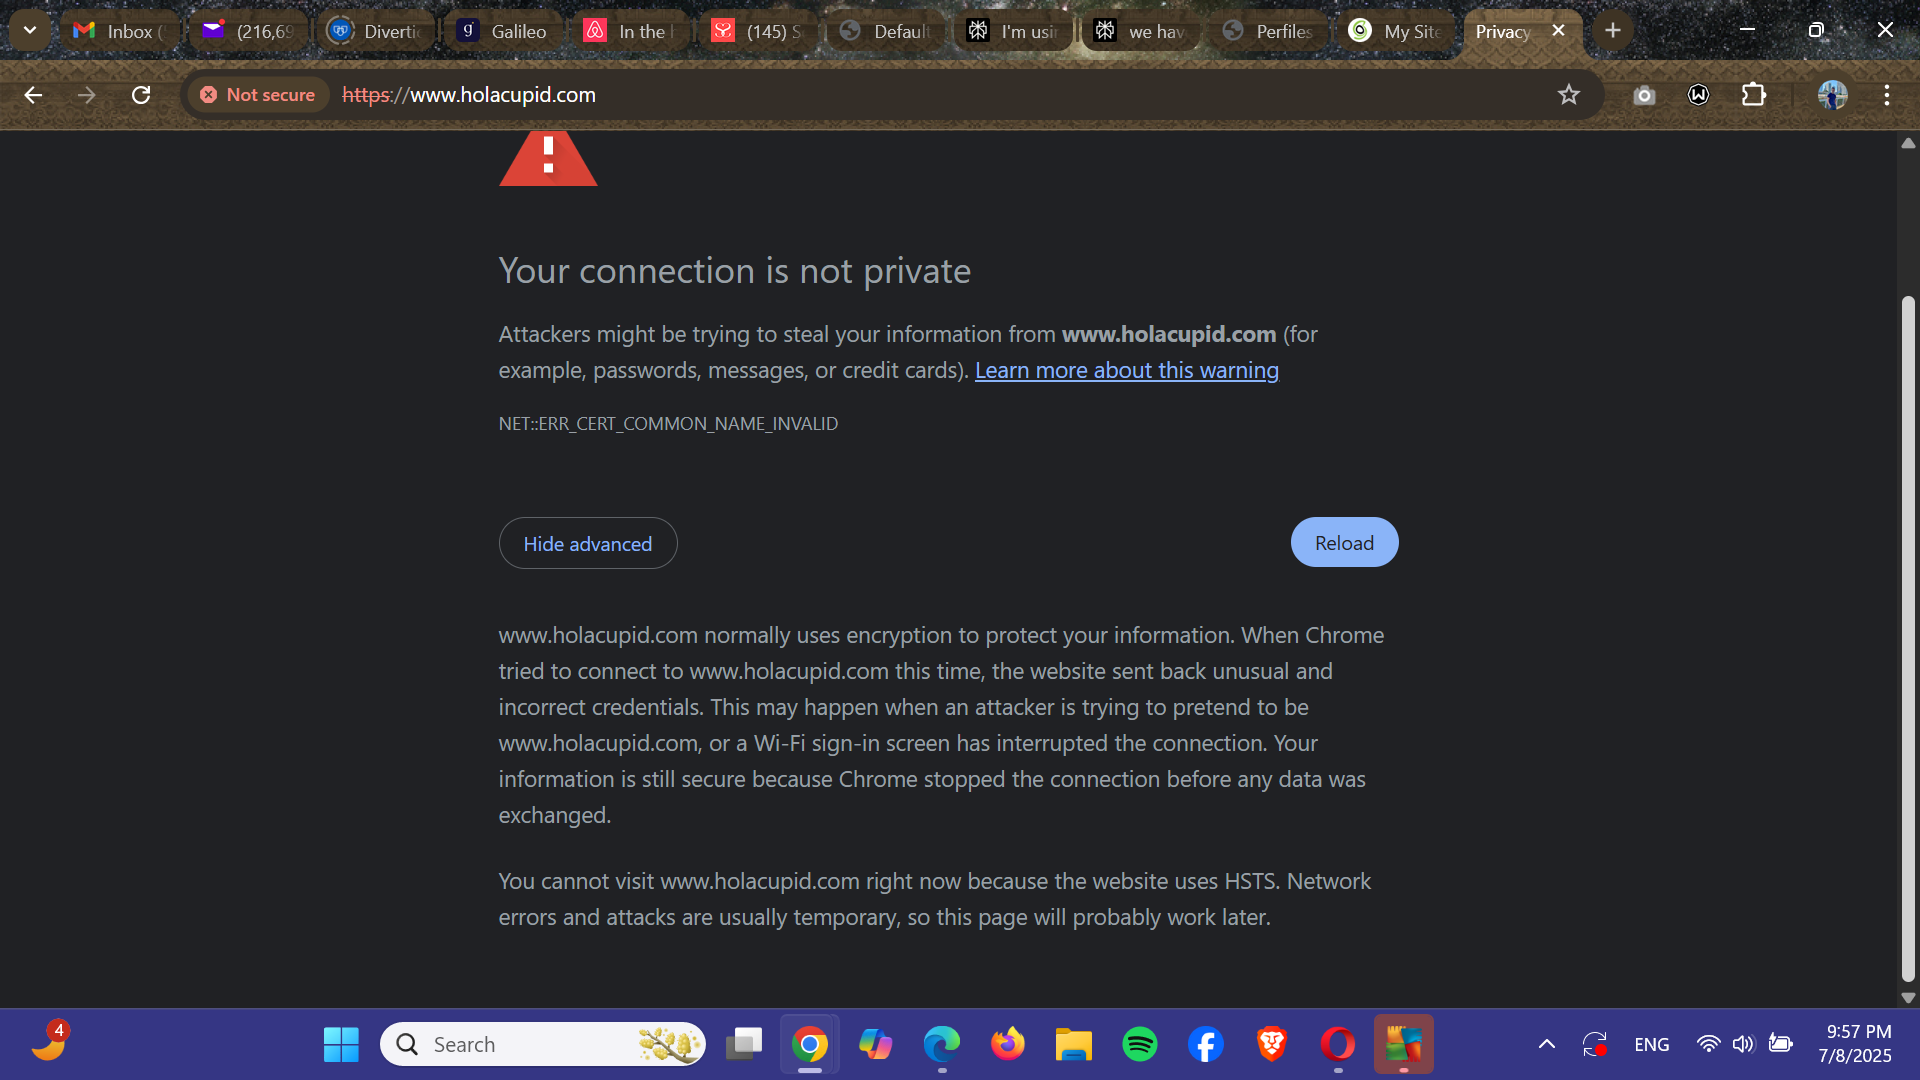 Inbox (
(216,69
Diverti
Galileo
In the
(145) S
Default
I'm usin
we hav
Perfiles
My Site
Privacy
Not secure
https://www.holacupid.com
Your connection is not private
Attackers might be trying to steal your information from www.holacupid.com (for
example, passwords, messages, or credit cards). Learn more about this warning
NET::ERR_CERT_COMMON_NAME_INVALID
Hide advanced
Reload
www.holacupid.com normally uses encryption to protect your information. When Chrome
tried to connect to www.holacupid.com this time, the website sent back unusual and
incorrect credentials. This may happen when an attacker is trying to pretend to be
www.holacupid.com, or a Wi-Fi sign-in screen has interrupted the connection. Your
information is still secure because Chrome stopped the connection before any data was
exchanged.
You cannot visit www.holacupid.com right now because the website uses HSTS. Network
errors and attacks are usually temporary, so this page will probably work later.
4
Search
ENG
9:57 PM
7/8/2025